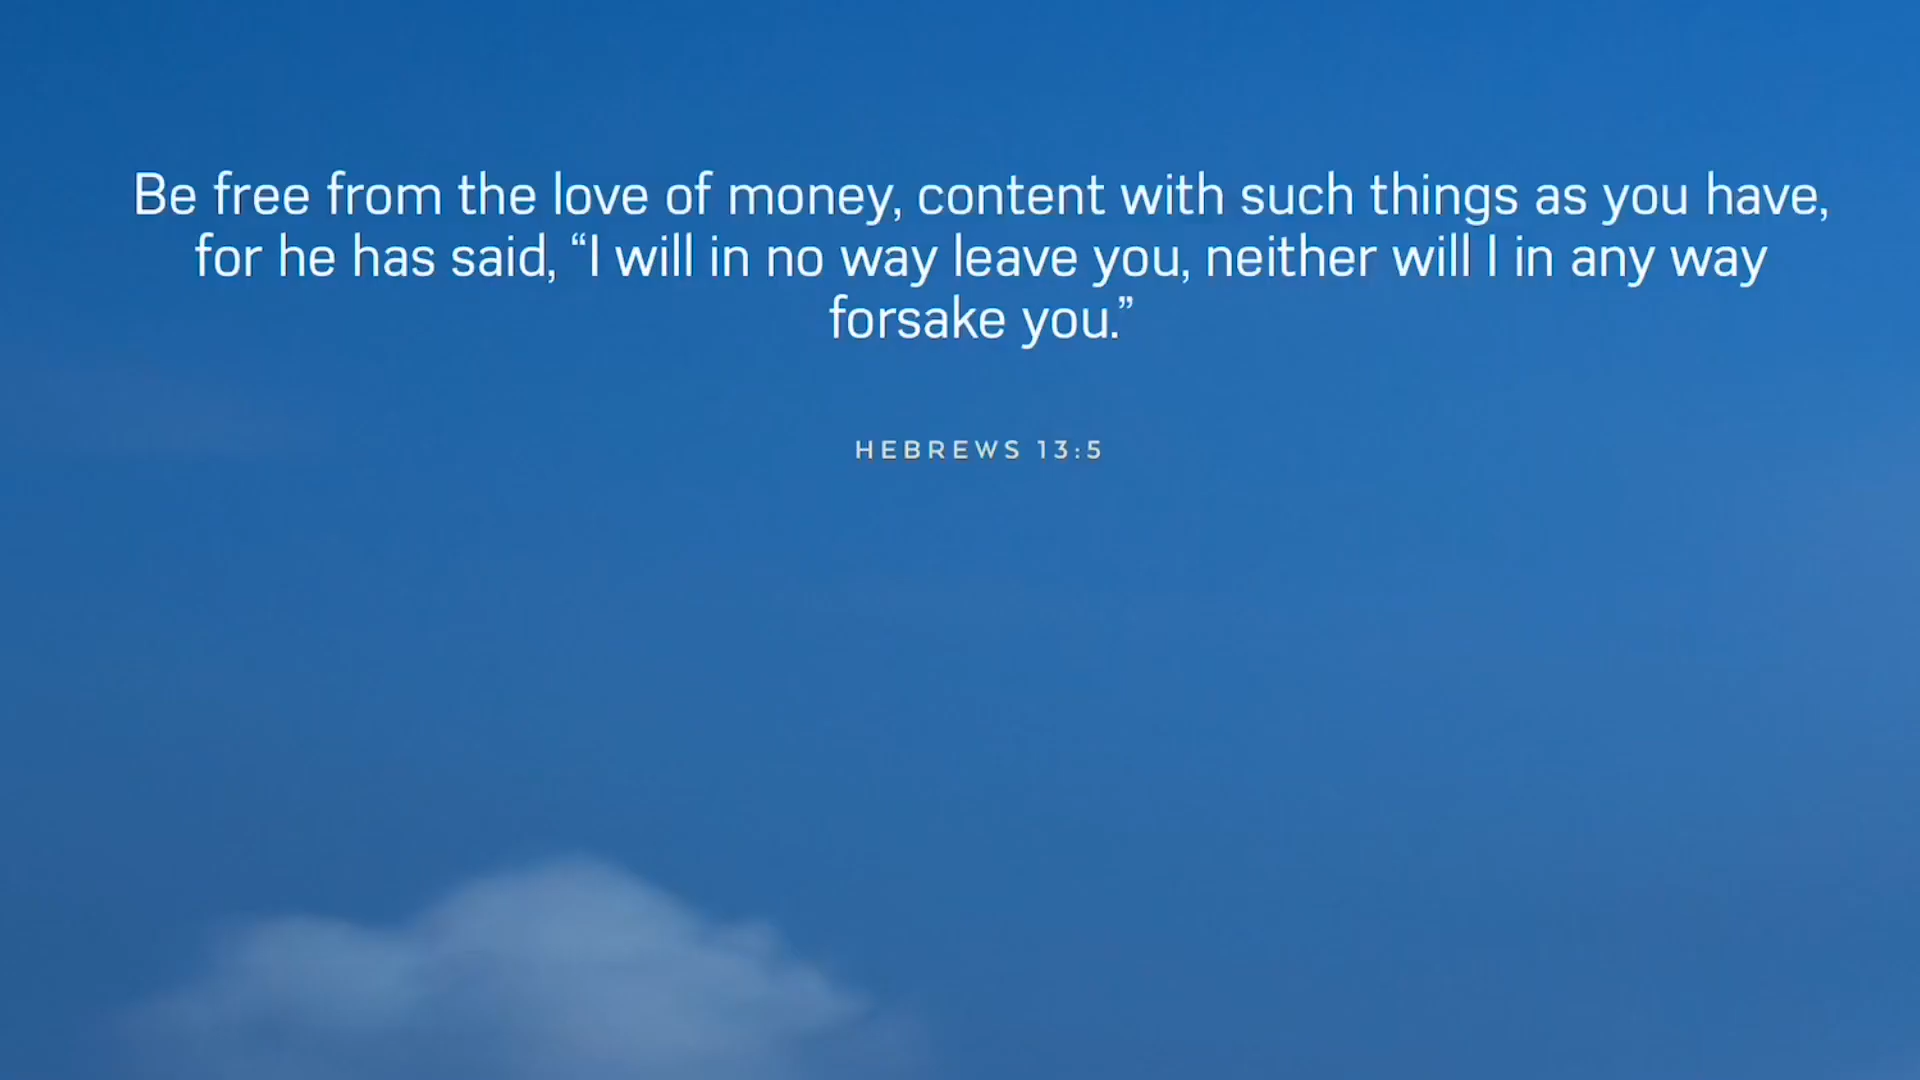 Be free from the love of money, content with such things as you have,
for he has said, “I will in no way leave you, neither will I in any way
forsake you.”
HEBREWS 13:5